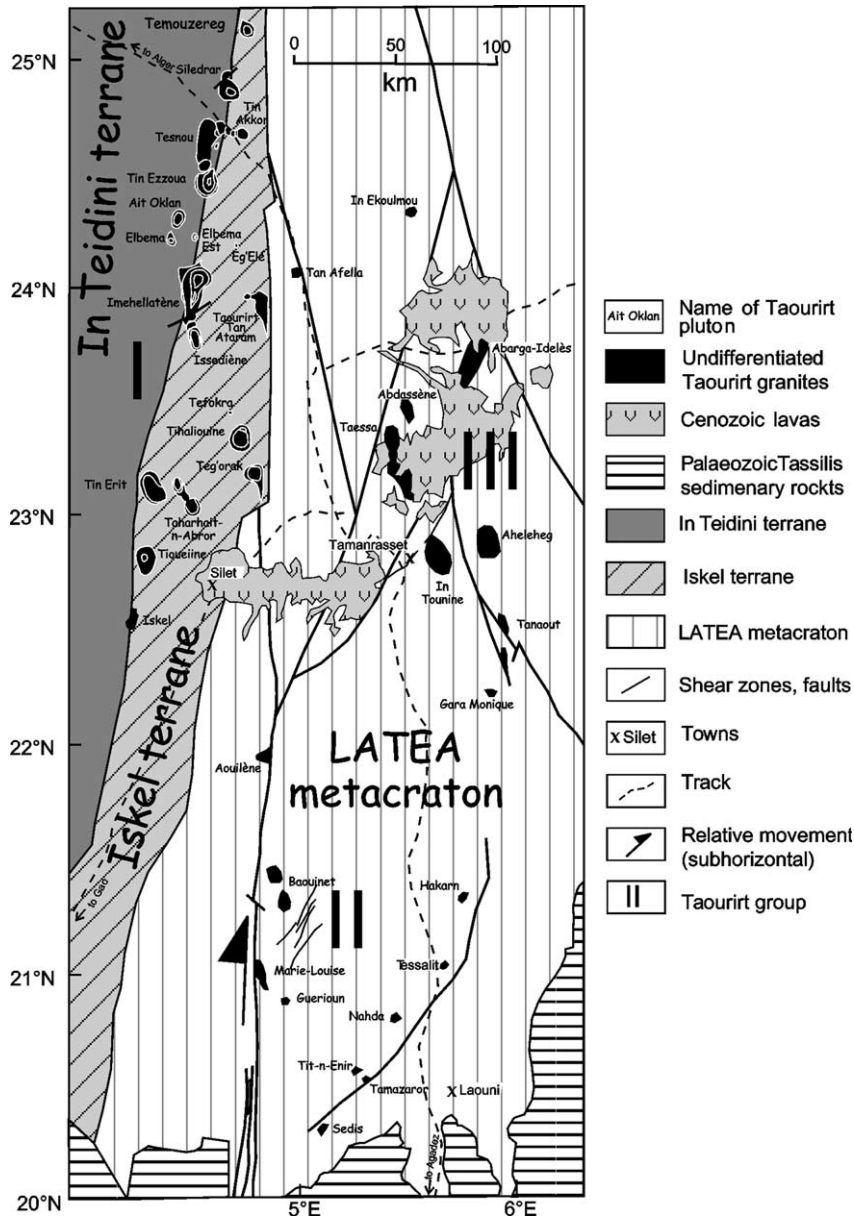 25°N
24°N
23°N
22°N
21°N
20°N
5°E
6°E
0 50 100
km
In Teidini terrane
I
Iskel terrane
LATEA
metacraton
II
III
Temouzereg
to Alger
Siledrar
Tin
Akkor
Tesnou
Tin Ezzoua
Ait Oklan
Elbema
Elbema
Est
Eg'Elé
In Ekoulmou
Tan Afella
Imehellatène
Taourirt
Tan
Ataram
Issediène
Abarga-Idelès
Abdassène
Tefokra
Tihaliouine
Taessa
Teg'orak
Tin Erit
Taharhalt-
n-Abror
Tamanrasset
x
Aheleheg
Tiqueiine
Silet
x
In
Tounine
Iskel
Tanaout
Gara Monique
Aouilène
to Gao
Baouinet
Hakarn
Marie-Louise
Tessalit
Guerioun
Nahda
Tit-n-Enir
Tamazaror
x Laouni
Sedis
to Agadez
Ait Oklan Name of Taourirt
pluton
Undifferentiated
Taourirt granites
Cenozoic lavas
PalaeozoicTassilis
sedimenary rockts
In Teidini terrane
Iskel terrane
LATEA metacraton
Shear zones, faults
x Silet Towns
Track
Relative movement
(subhorizontal)
II Taourirt group